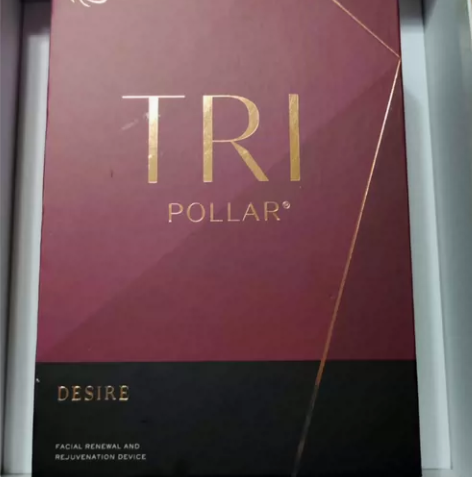 TRI
POLLAR®
DESIRE
FACIAL RENEWAL AND
REJUVENATION DEVICE